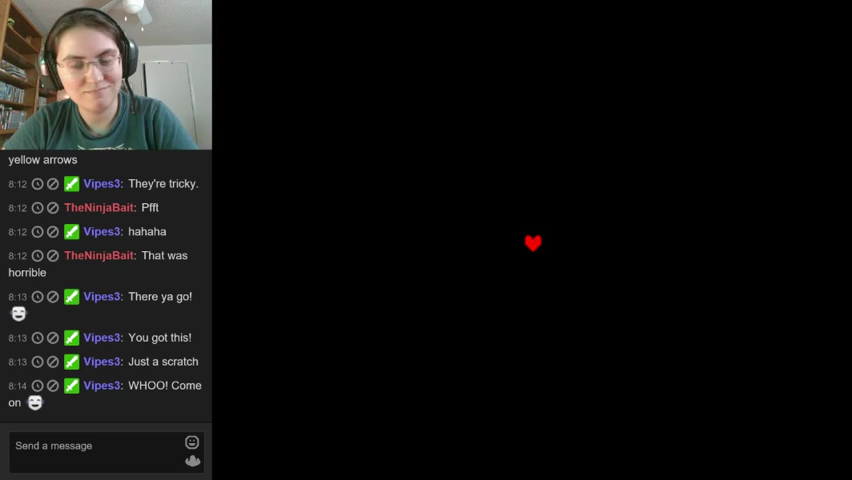 yellow arrows
8:12 Vipes3: They're tricky.
8:12 TheNinjaBait: Pfft
8:12 Vipes3: hahaha
8:12 TheNinjaBait: That was
horrible
8:13 Vipes3: There ya go!
8:13 Vipes3: You got this!
8:13 Vipes3: Just a scratch
8:14 Vipes3: WHOO! Come
on
Send a message